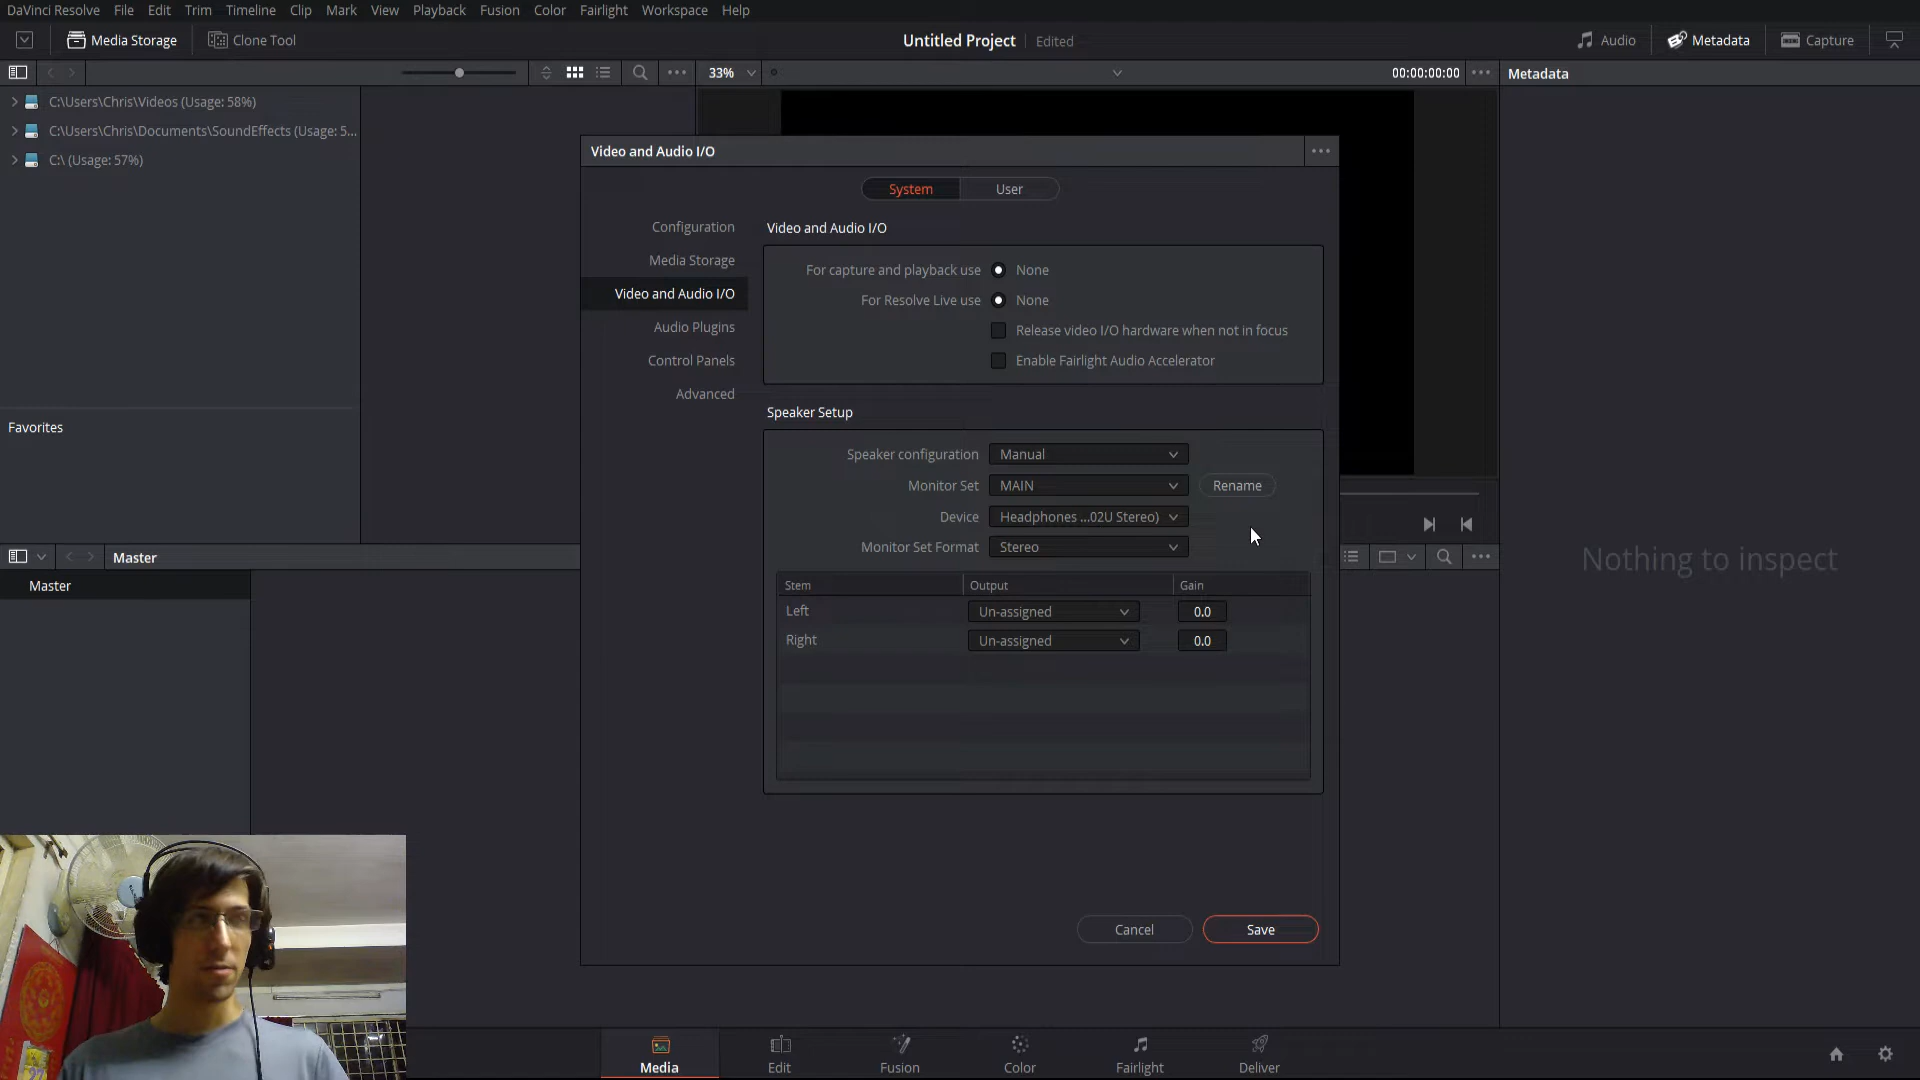 DaVinci Resolve File Edit Trim Timeline Clip Mark View Playback Fusion Color Fairlight Workspace Help
Media Storage Clone Tool Untitled Project Edited Audio Metadata Capture
33% 00:00:00:00 Metadata
C:\Users\Chris\Videos (Usage: 58%)
C:\Users\Chris\Documents\SoundEffects (Usage: 5...
C:\ (Usage: 57%)
Favorites
Video and Audio I/O
System User
Configuration
Media Storage
Video and Audio I/O
Audio Plugins
Control Panels
Advanced
Video and Audio I/O
For capture and playback use None
For Resolve Live use None
Release video I/O hardware when not in focus
Enable Fairlight Audio Accelerator
Speaker Setup
Speaker configuration Manual
Monitor Set MAIN Rename
Device Headphones ...02U Stereo)
Monitor Set Format Stereo
Stem Output Gain
Left Un-assigned 0.0
Right Un-assigned 0.0
Cancel Save
Master
Master
Nothing to inspect
Media Edit Fusion Color Fairlight Deliver